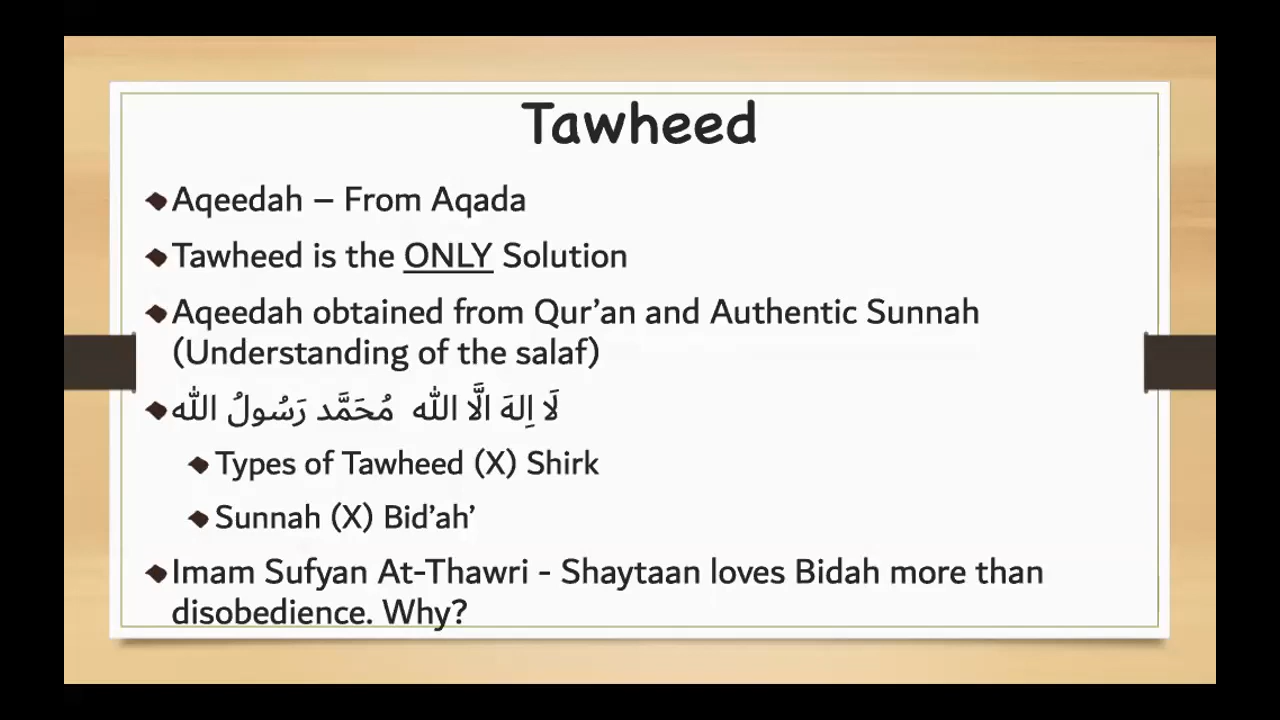 Tawheed
Aqeedah – From Aqada
Tawheed is the ONLY Solution
Aqeedah obtained from Qur'an and Authentic Sunnah
(Understanding of the salaf)
لَا اِلهَ الَّا اللّٰه مُحَمَّد رَسُولُ اللّٰه
Types of Tawheed (X) Shirk
Sunnah (X) Bid'ah'
Imam Sufyan At-Thawri - Shaytaan loves Bidah more than
disobedience. Why?